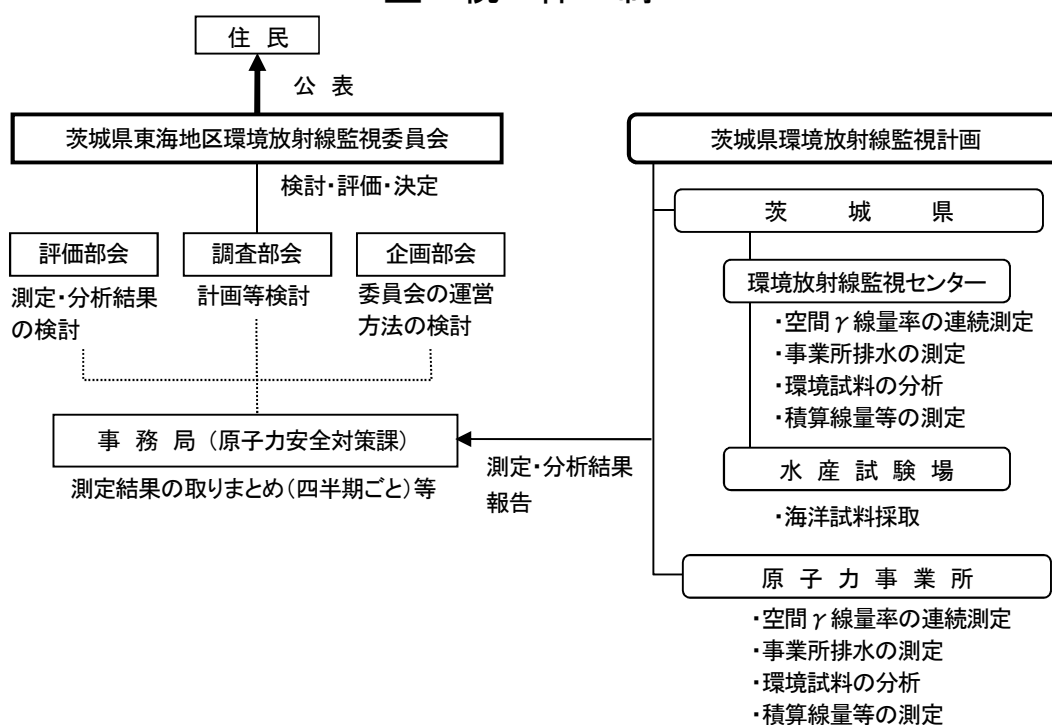 住 民
公 表
茨城県東海地区環境放射線監視委員会
検討・評価・決定
評価部会
測定・分析結果
の検討
調査部会
計画等検討
企画部会
委員会の運営
方法の検討
事 務 局 (原子力安全対策課)
測定結果の取りまとめ(四半期ごと)等
測定・分析結果
報告
茨城県環境放射線監視計画
茨 城 県
環境放射線監視センター
・空間γ線量率の連続測定
・事業所排水の測定
・環境試料の分析
・積算線量等の測定
水 産 試 験 場
・海洋試料採取
原 子 力 事 業 所
・空間γ線量率の連続測定
・事業所排水の測定
・環境試料の分析
・積算線量等の測定